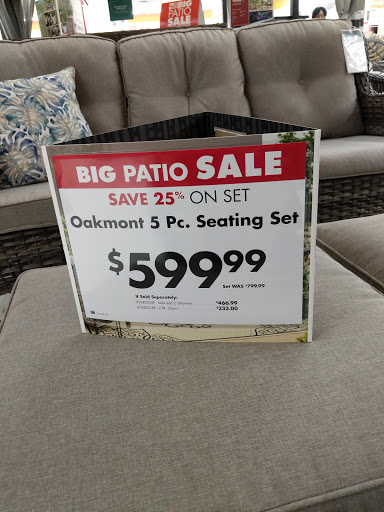 BIG
PATIO
SALE
BIG PATIO SALE
SAVE 25% ON SET
Oakmont 5 Pc. Seating Set
$599.99
Set WAS $799.99
If Sold Separately:
$466.99
$333.00